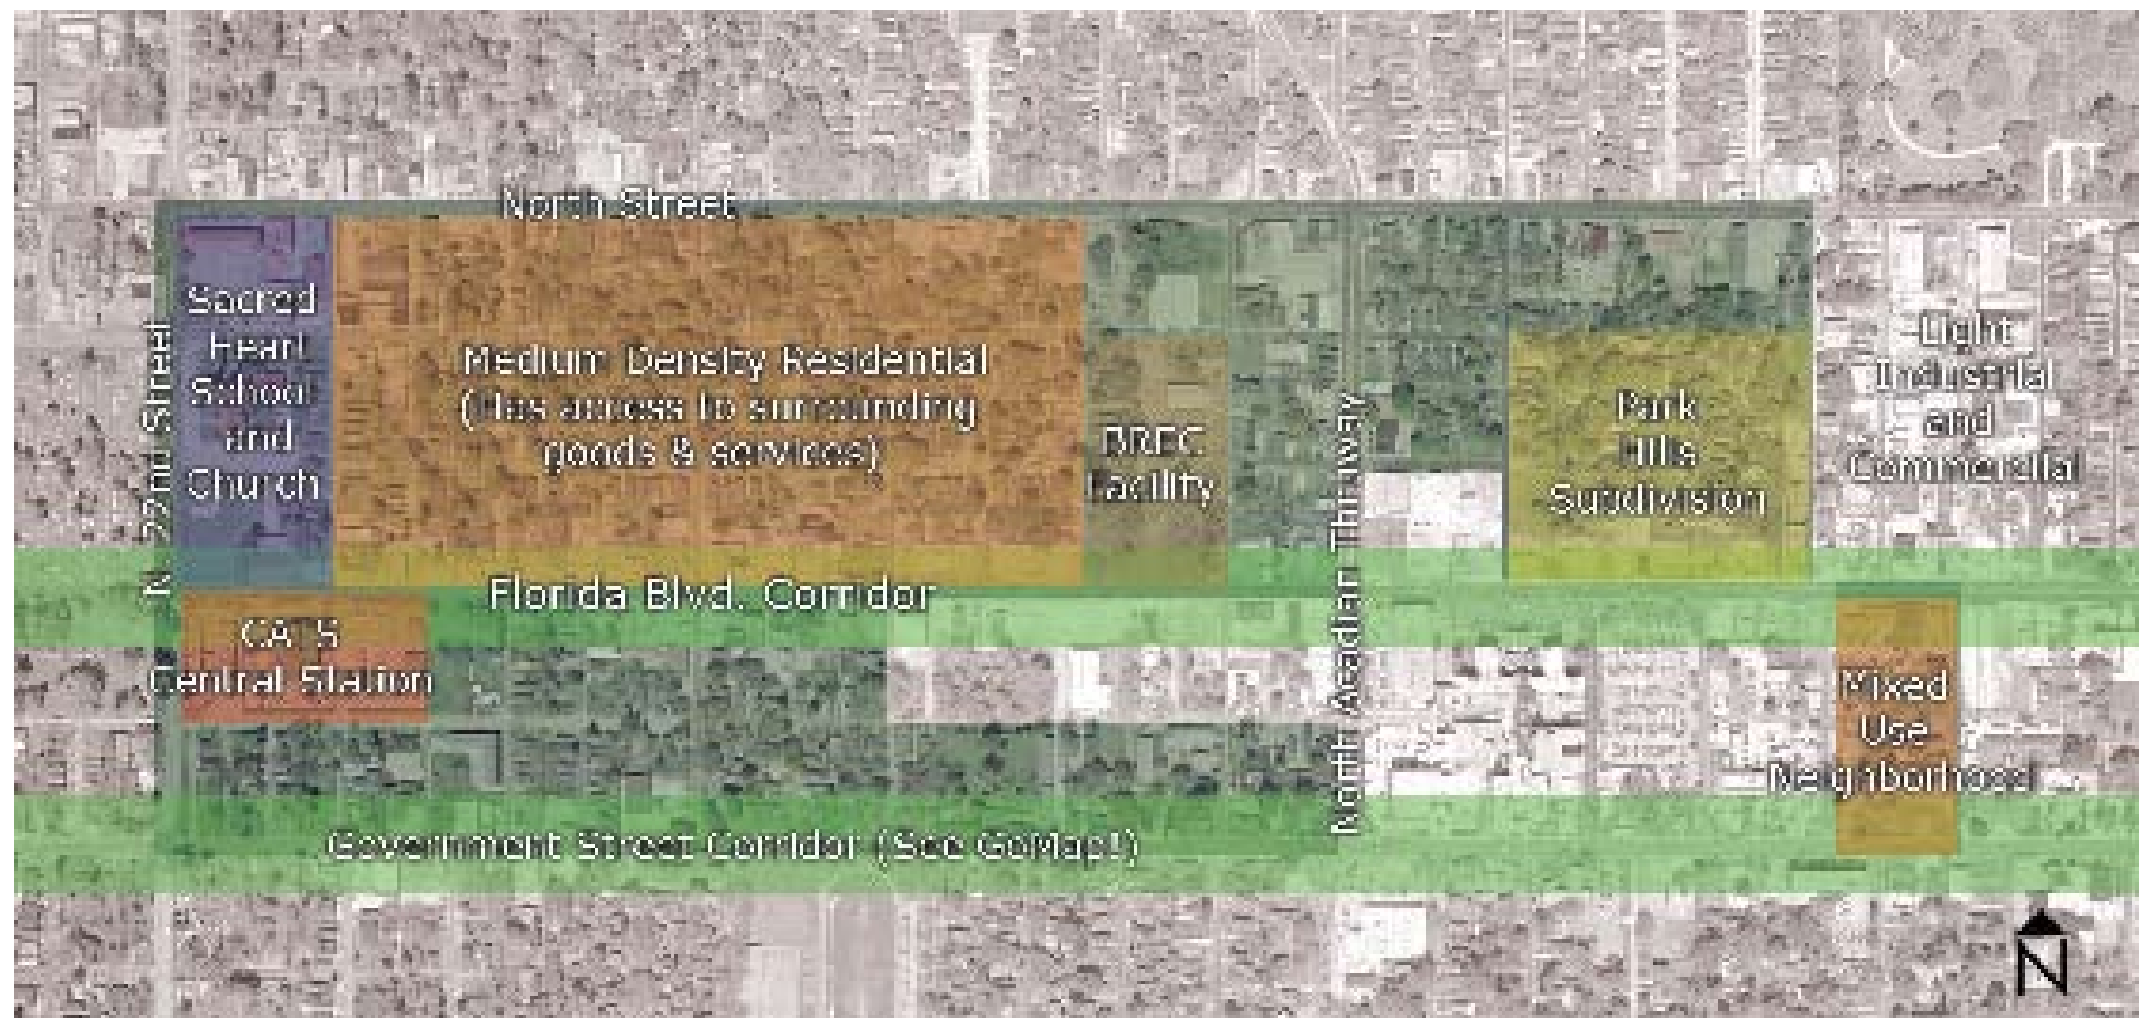 North Street
N. 22nd Street
Sacred
Heart
School
and
Church
Medium Density Residential
(Has access to surrounding
goods & services)
BREC
Facility
North Acadian Thruway
Park
Hills
Subdivision
Light
Industrial
and
Commercial
Florida Blvd. Corridor
CATS
Central Station
Mixed
Use
Neighborhood
Government Street Corridor (See GoMap!)
N